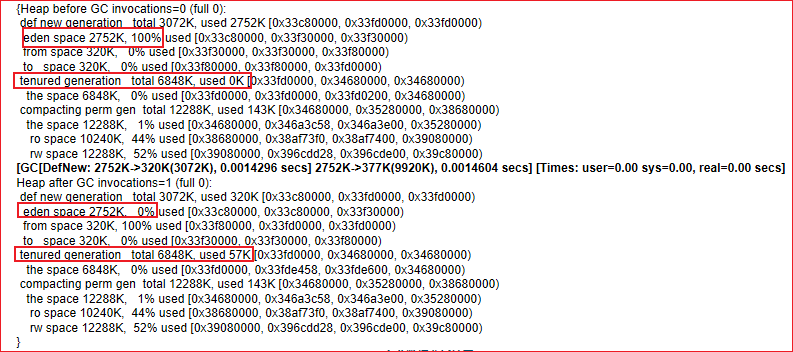 {Heap before GC invocations=0 (full 0):
def new generation   total 3072K, used 2752K [0x33c80000, 0x33fd0000, 0x33fd0000)
eden space 2752K, 100% used [0x33c80000, 0x33f30000, 0x33f30000)
from space 320K,   0% used [0x33f30000, 0x33f30000, 0x33f80000)
to   space 320K,   0% used [0x33f80000, 0x33f80000, 0x33fd0000)
tenured generation   total 6848K, used 0K [0x33fd0000, 0x34680000, 0x34680000)
the space 6848K,   0% used [0x33fd0000, 0x33fd0000, 0x33fd0200, 0x34680000)
compacting perm gen  total 12288K, used 143K [0x34680000, 0x35280000, 0x38680000)
the space 12288K,   1% used [0x34680000, 0x346a3c58, 0x346a3e00, 0x35280000)
ro space 10240K,  44% used [0x38680000, 0x38af73f0, 0x38af7400, 0x39080000)
rw space 12288K,  52% used [0x39080000, 0x396cdd28, 0x396cde00, 0x39c80000)
[GC[DefNew: 2752K->320K(3072K), 0.0014296 secs] 2752K->377K(9920K), 0.0014604 secs] [Times: user=0.00 sys=0.00, real=0.00 secs]
Heap after GC invocations=1 (full 0):
def new generation   total 3072K, used 320K [0x33c80000, 0x33fd0000, 0x33fd0000)
eden space 2752K,   0% used [0x33c80000, 0x33c80000, 0x33f30000)
from space 320K, 100% used [0x33f80000, 0x33fd0000, 0x33fd0000)
to   space 320K,   0% used [0x33f30000, 0x33f30000, 0x33f80000)
tenured generation   total 6848K, used 57K [0x33fd0000, 0x34680000, 0x34680000)
the space 6848K,   0% used [0x33fd0000, 0x33fde458, 0x33fde600, 0x34680000)
compacting perm gen  total 12288K, used 143K [0x34680000, 0x35280000, 0x38680000)
the space 12288K,   1% used [0x34680000, 0x346a3c58, 0x346a3e00, 0x35280000)
ro space 10240K,  44% used [0x38680000, 0x38af73f0, 0x38af7400, 0x39080000)
rw space 12288K,  52% used [0x39080000, 0x396cdd28, 0x396cde00, 0x39c80000)
}